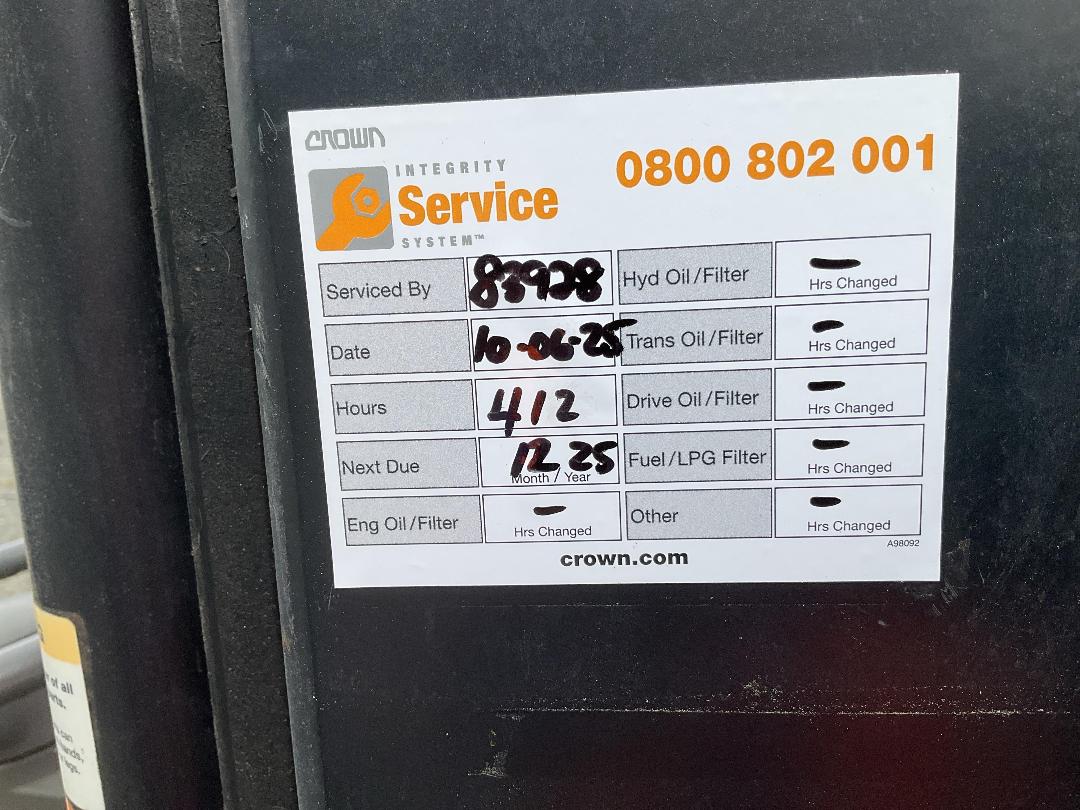 CROWN
INTEGRITY
Service
SYSTEM™
0800 802 001
Serviced By 83928 Hyd Oil/Filter — Hrs Changed
Date 10-06-25 Trans Oil/Filter — Hrs Changed
Hours 412 Drive Oil/Filter — Hrs Changed
Next Due 12 25 Month / Year Fuel/LPG Filter — Hrs Changed
Eng Oil/Filter — Hrs Changed Other — Hrs Changed
A98092
crown.com
of all